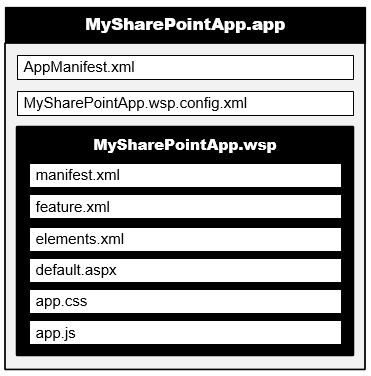 MySharePointApp.app
AppManifest.xml
MySharePointApp.wsp.config.xml
MySharePointApp.wsp
manifest.xml
feature.xml
elements.xml
default.aspx
app.css
app.js